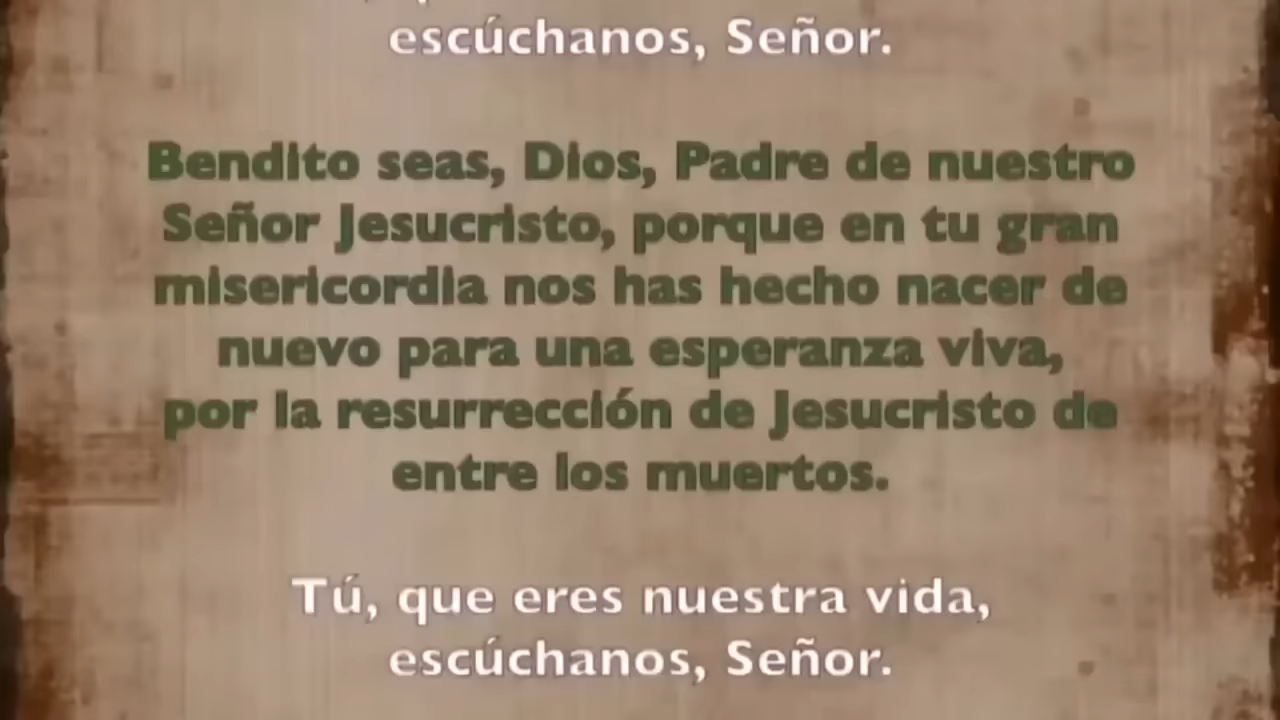 escúchanos, Señor.
Bendito seas, Dios, Padre de nuestro
Señor Jesucristo, porque en tu gran
misericordia nos has hecho nacer de
nuevo para una esperanza viva,
por la resurrección de Jesucristo de
entre los muertos.
Tú, que eres nuestra vida,
escúchanos, Señor.